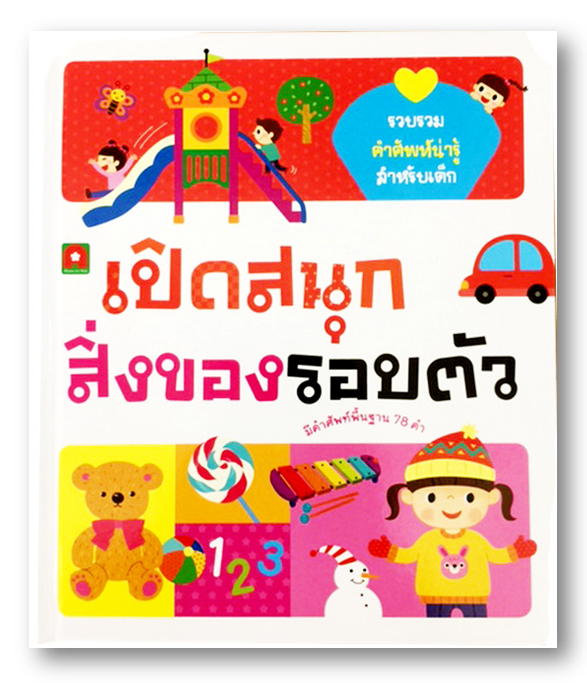 รวบรวม
คำศัพท์น่ารู้
สำหรับเด็ก
เปิดสนุก
สิ่งของรอบตัว
มีคำศัพท์พื้นฐาน 78 คำ
123